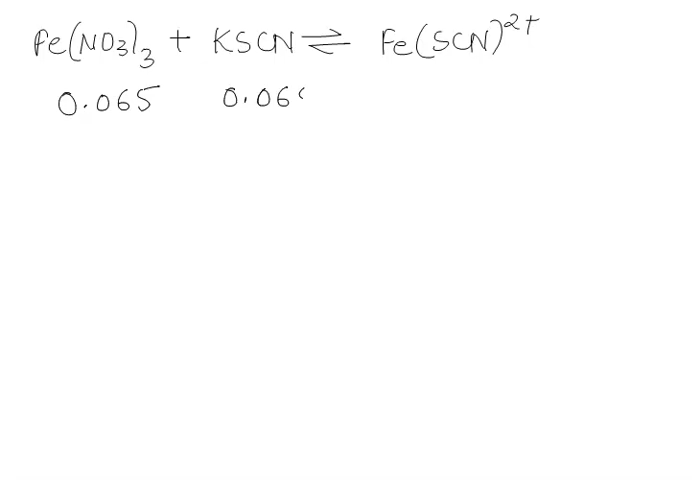 Fe(NO3)3 + KSCN ⇌ Fe(SCN)2+
0.065